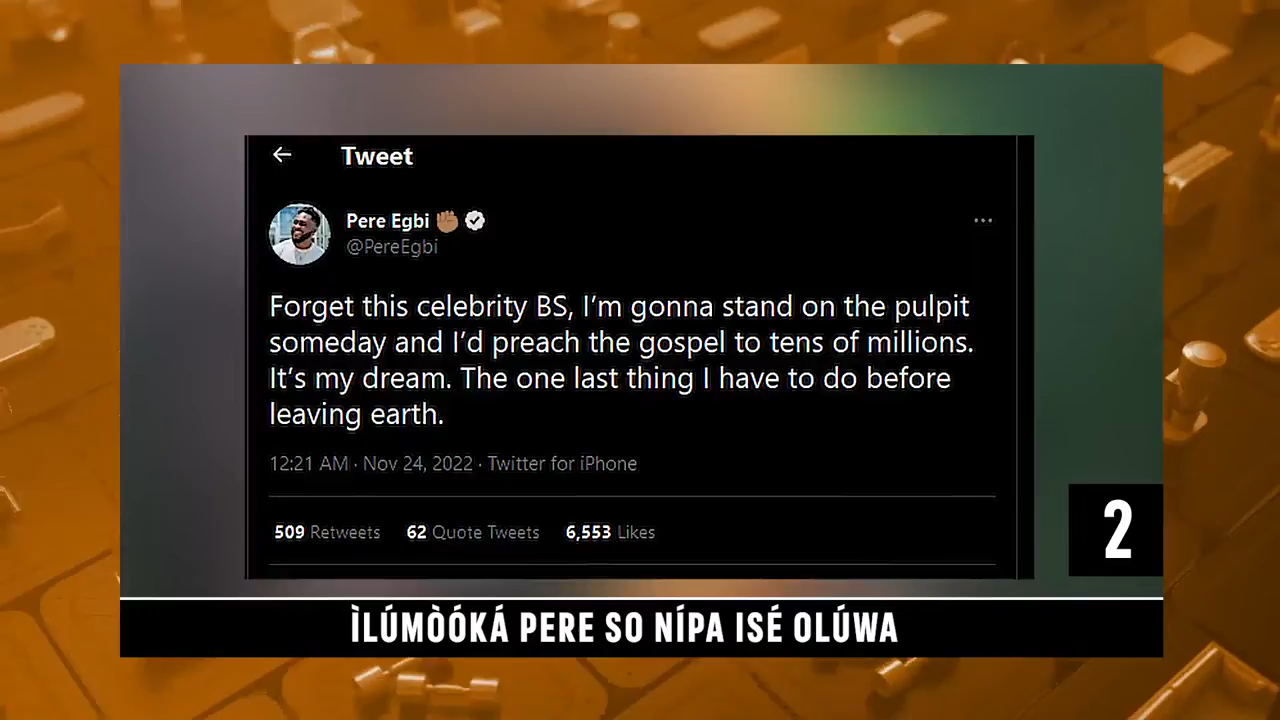 Tweet
Pere Egbi ✊🏾
@PereEgbi
Forget this celebrity BS, I’m gonna stand on the pulpit
someday and I’d preach the gospel to tens of millions.
It’s my dream. The one last thing I have to do before
leaving earth.
12:21 AM · Nov 24, 2022 · Twitter for iPhone
509 Retweets 62 Quote Tweets 6,553 Likes
2
ÌLÚMÒÓKÁ PERE SO NÍPA ISÉ OLÚWA